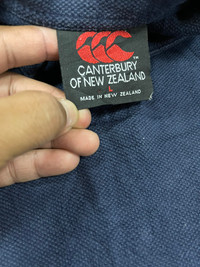 CANTERBURY
OF NEW ZEALAND
L
MADE IN NEW ZEALAND